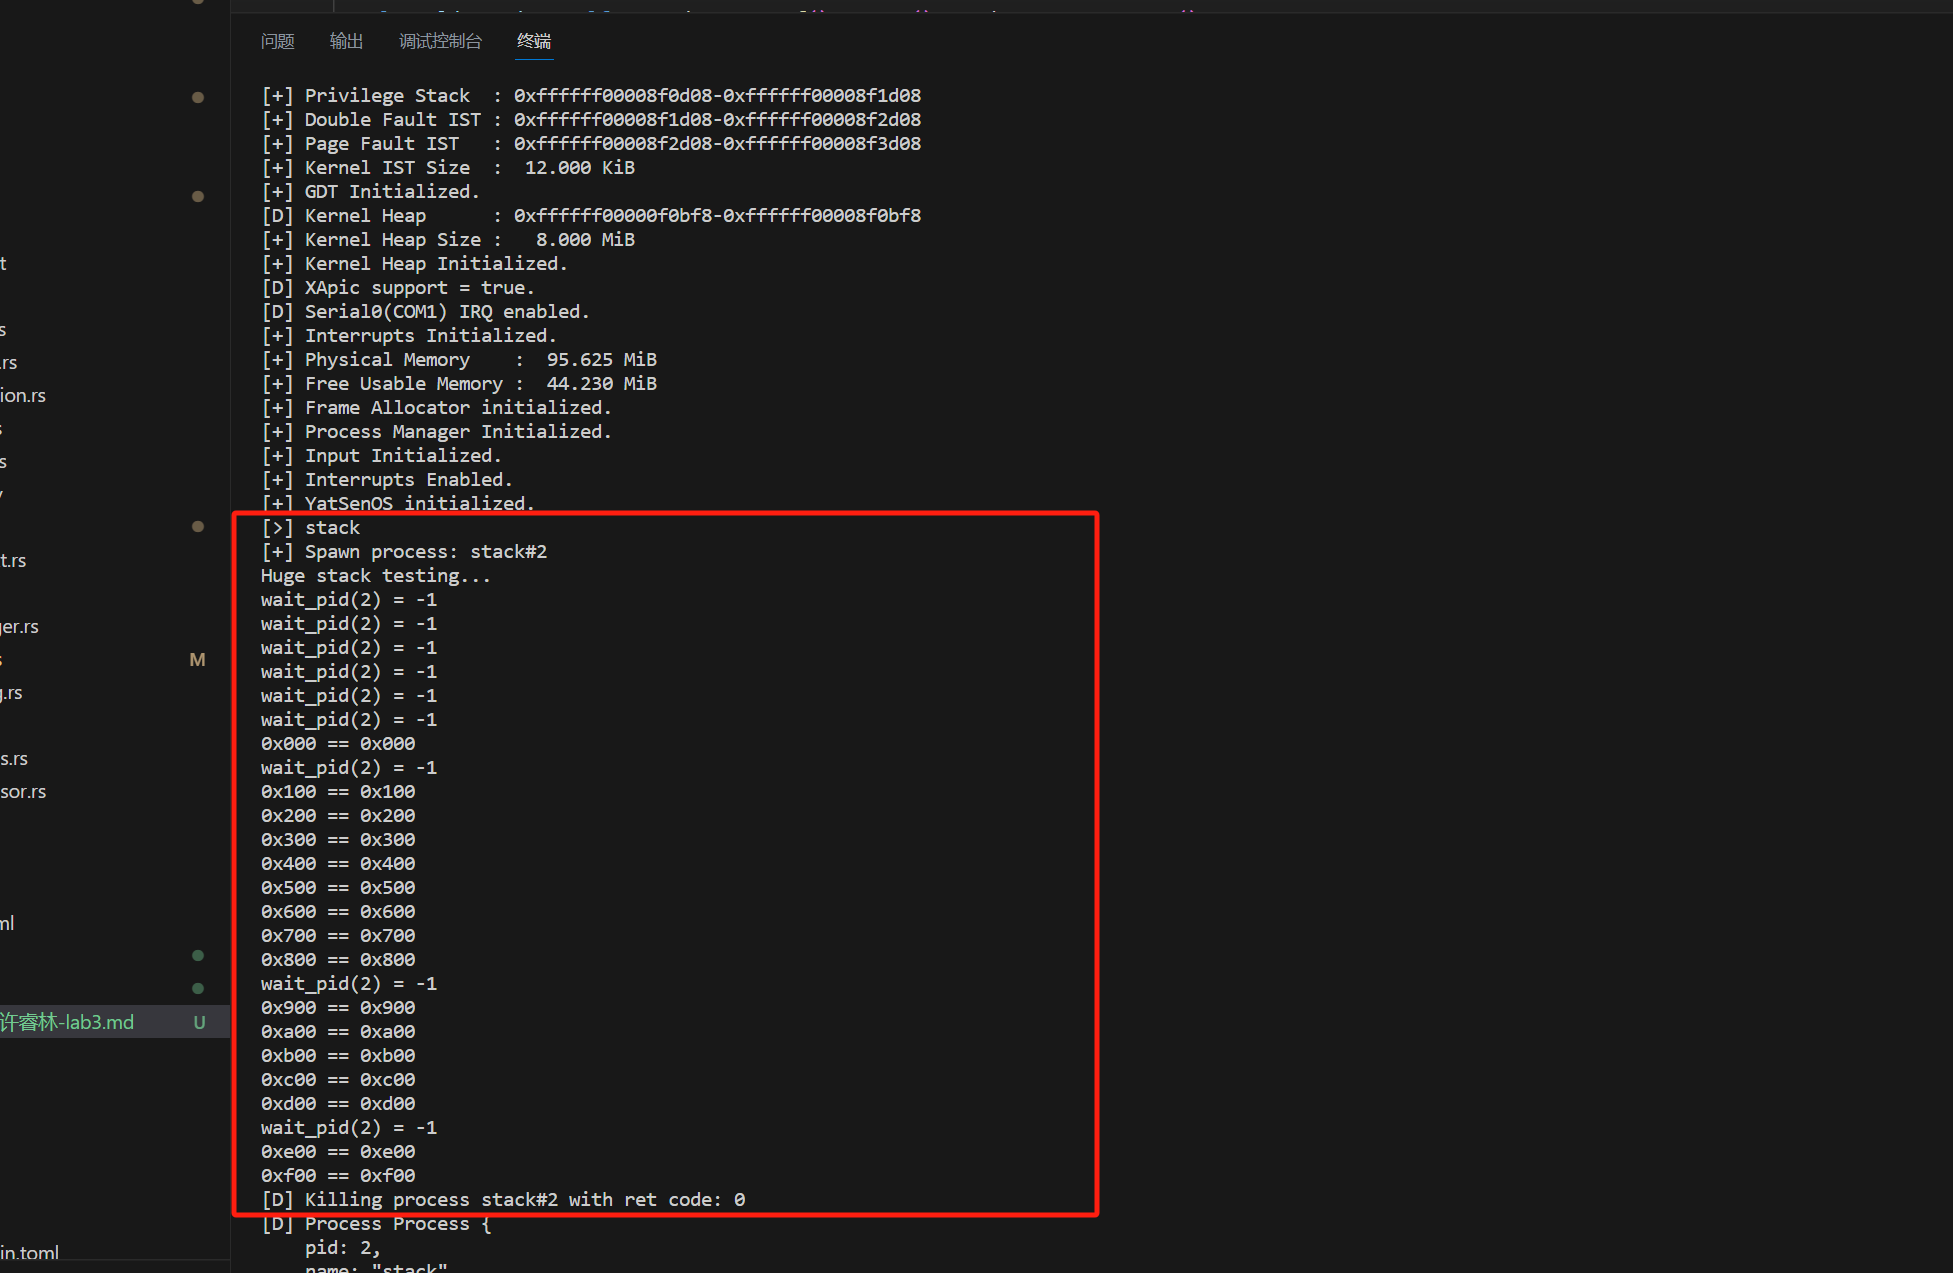 问题 输出 调试控制台 终端
[+] Privilege Stack  : 0xffffff00008f0d08-0xffffff00008f1d08
[+] Double Fault IST : 0xffffff00008f1d08-0xffffff00008f2d08
[+] Page Fault IST   : 0xffffff00008f2d08-0xffffff00008f3d08
[+] Kernel IST Size  :  12.000 KiB
[+] GDT Initialized.
[D] Kernel Heap      : 0xffffff00000f0bf8-0xffffff00008f0bf8
[+] Kernel Heap Size :   8.000 MiB
[+] Kernel Heap Initialized.
[D] XApic support = true.
[D] Serial0(COM1) IRQ enabled.
[+] Interrupts Initialized.
[+] Physical Memory    :  95.625 MiB
[+] Free Usable Memory :  44.230 MiB
[+] Frame Allocator initialized.
[+] Process Manager Initialized.
[+] Input Initialized.
[+] Interrupts Enabled.
[+] YatSenOS initialized.
[>] stack
[+] Spawn process: stack#2
Huge stack testing...
wait_pid(2) = -1
wait_pid(2) = -1
wait_pid(2) = -1
wait_pid(2) = -1
wait_pid(2) = -1
wait_pid(2) = -1
0x000 == 0x000
wait_pid(2) = -1
0x100 == 0x100
0x200 == 0x200
0x300 == 0x300
0x400 == 0x400
0x500 == 0x500
0x600 == 0x600
0x700 == 0x700
0x800 == 0x800
wait_pid(2) = -1
0x900 == 0x900
0xa00 == 0xa00
0xb00 == 0xb00
0xc00 == 0xc00
0xd00 == 0xd00
wait_pid(2) = -1
0xe00 == 0xe00
0xf00 == 0xf00
[D] Killing process stack#2 with ret code: 0
[D] Process Process {
pid: 2,
name: "stack"
t
s
.rs
ion.rs
s
t.rs
ger.rs
M
g.rs
s.rs
sor.rs
ml
许睿林-lab3.md U
in.toml